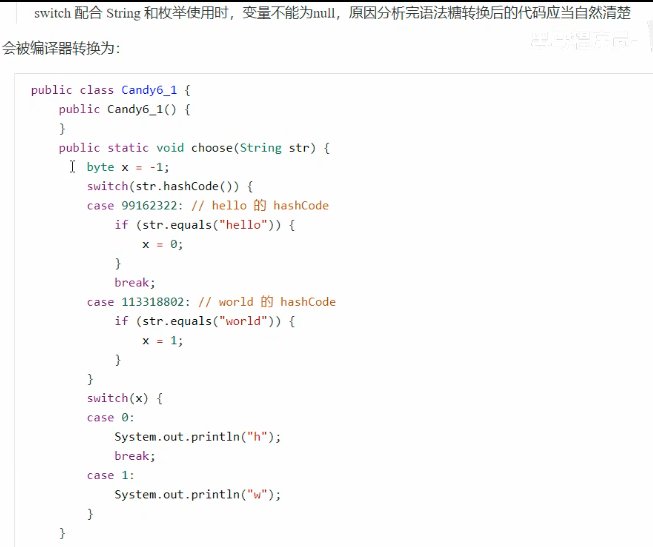 switch 配合 String 和枚举使用时，变量不能为null，原因分析完语法糖转换后的代码应当自然清楚
会被编译器转换为：
public class Candy6_1 {
    public Candy6_1() {
    }
    public static void choose(String str) {
        byte x = -1;
        switch(str.hashCode()) {
        case 99162322: // hello 的 hashCode
            if (str.equals("hello")) {
                x = 0;
            }
            break;
        case 113318802: // world 的 hashCode
            if (str.equals("world")) {
                x = 1;
            }
        }
        switch(x) {
        case 0:
            System.out.println("h");
            break;
        case 1:
            System.out.println("w");
        }
    }